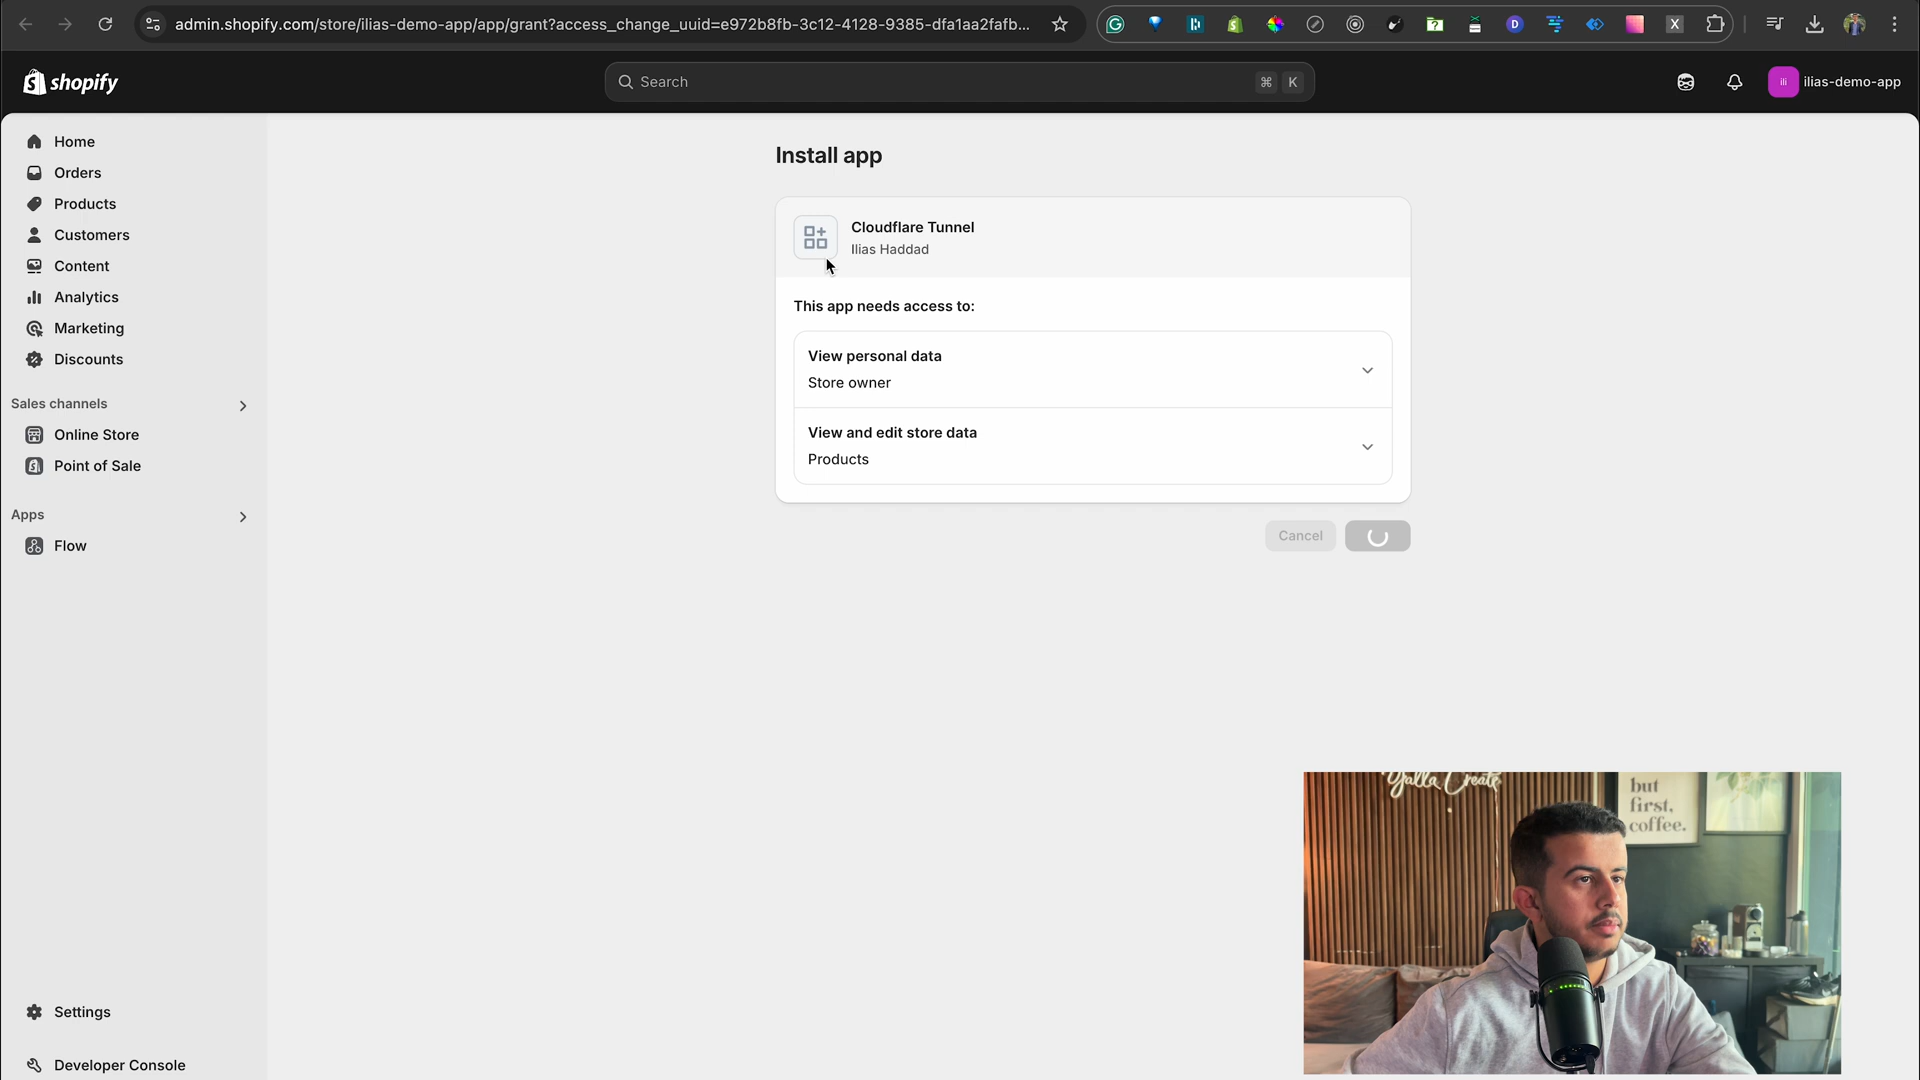 admin.shopify.com/store/ilias-demo-app/app/grant?access_change_uuid=e972b8fb-3c12-4128-9385-dfa1aa2fafb...
shopify
Search
⌘ K
ili
ilias-demo-app
Home
Orders
Products
Customers
Content
Analytics
Marketing
Discounts
Sales channels
Online Store
Point of Sale
Apps
Flow
Settings
Developer Console
Install app
Cloudflare Tunnel
Ilias Haddad
This app needs access to:
View personal data
Store owner
View and edit store data
Products
Cancel
Yalla Create
but
first,
coffee.